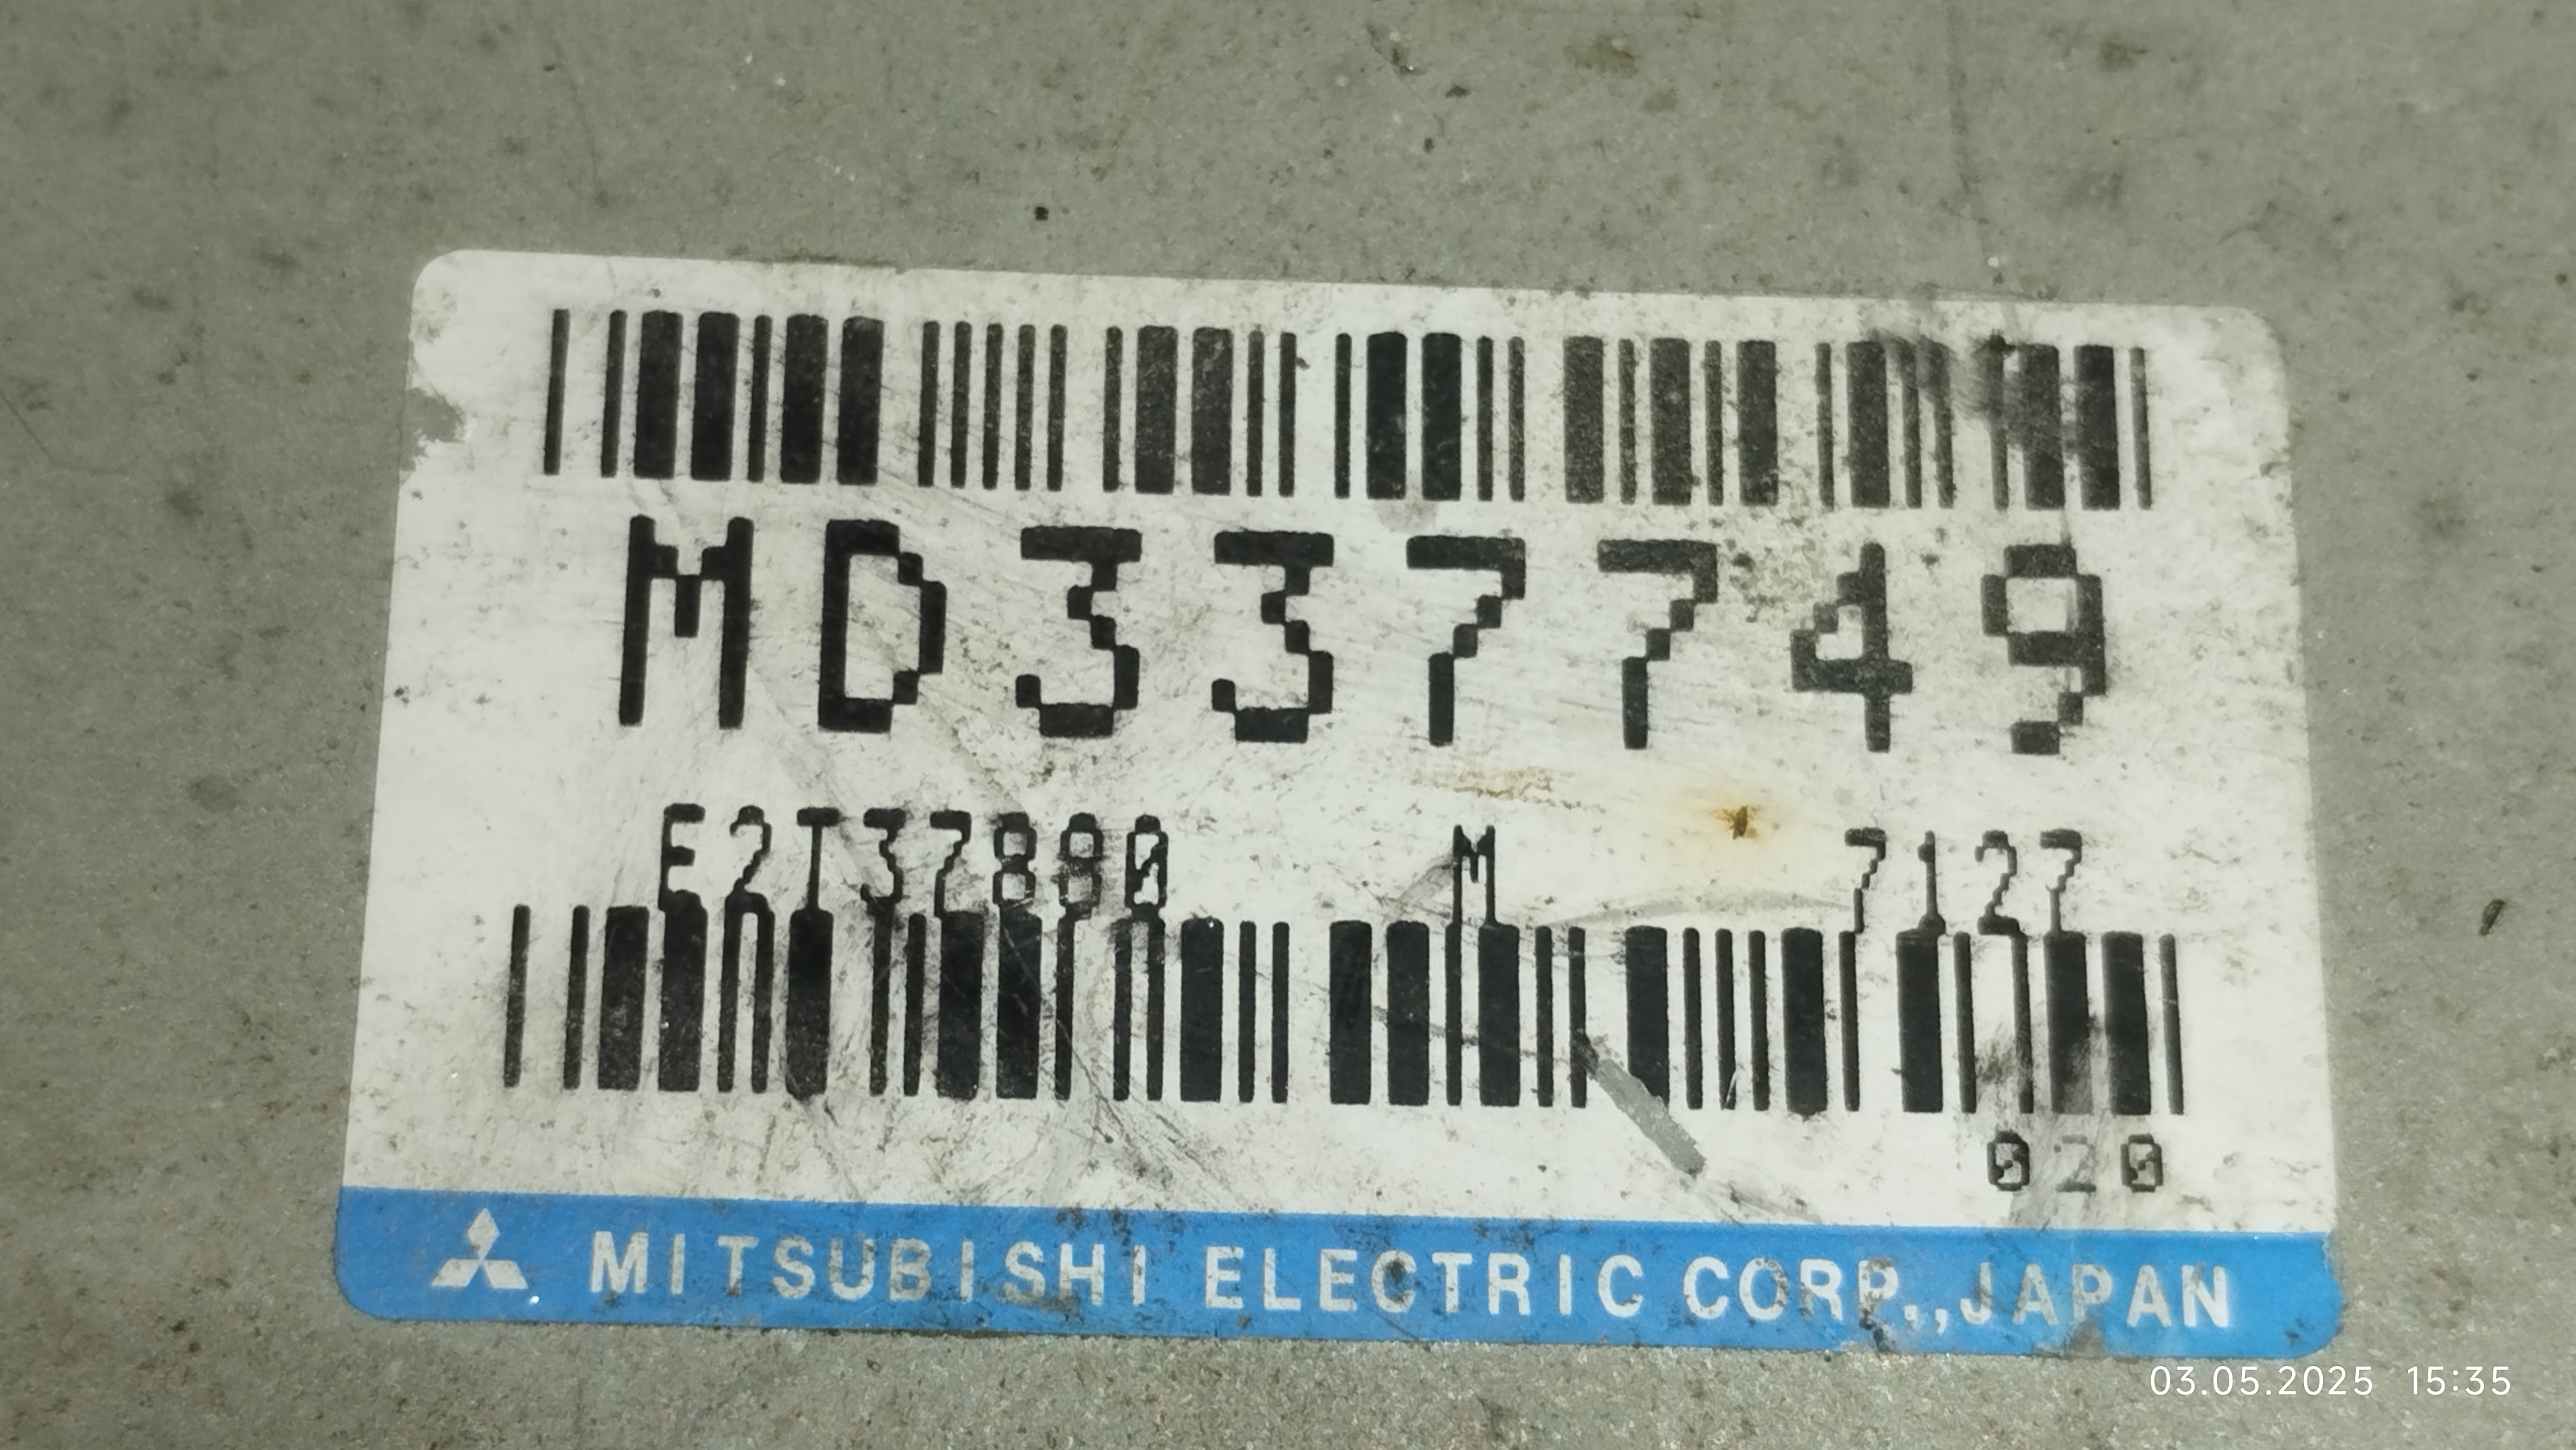 MD337749
E2T37880 M 7127
020
MITSUBISHI ELECTRIC CORP.,JAPAN
03.05.2025 15:35